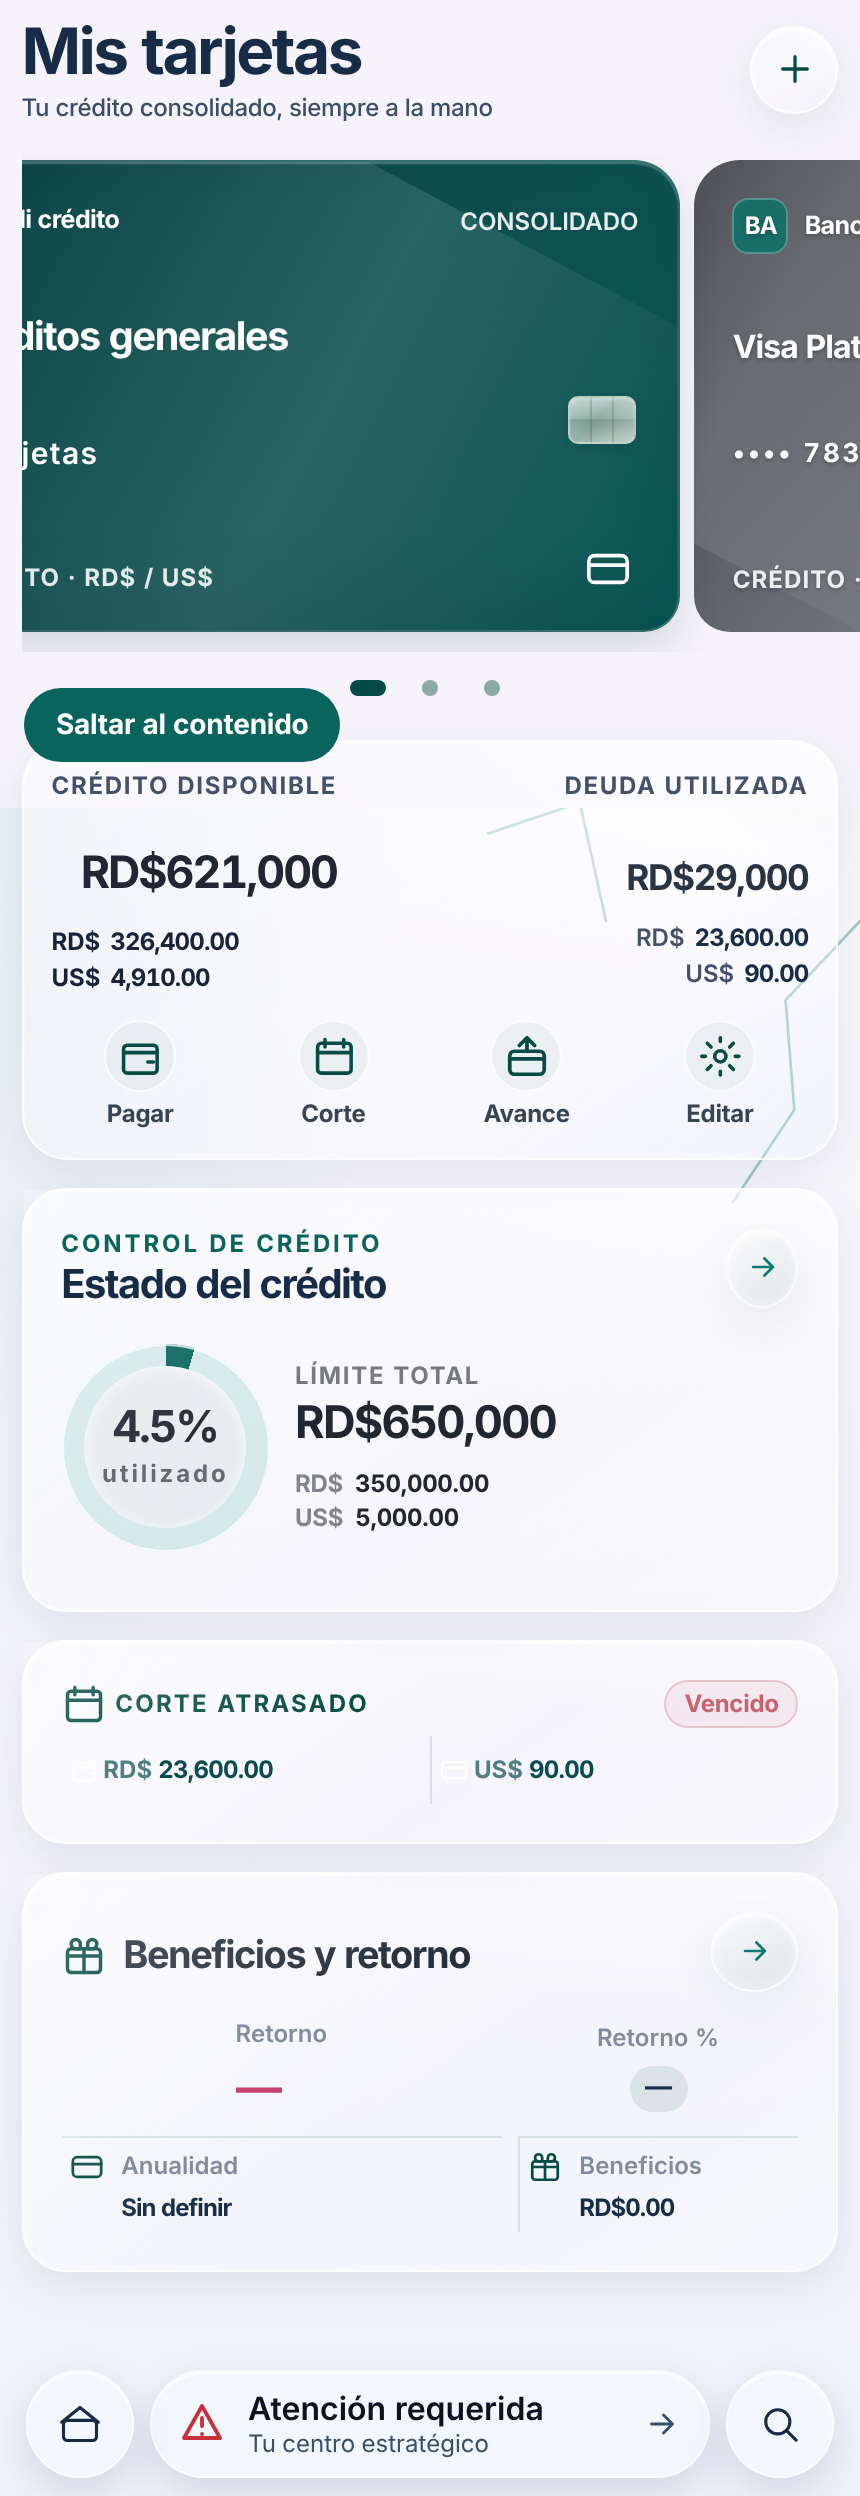 Mis tarjetas
Tu crédito consolidado, siempre a la mano
li crédito
CONSOLIDADO
BA
Banc
ditos generales
Visa Plat
jetas
•••• 783
TO · RD$ / US$
CRÉDITO ·
Saltar al contenido
CRÉDITO DISPONIBLE
DEUDA UTILIZADA
RD$621,000
RD$29,000
RD$ 326,400.00
RD$ 23,600.00
US$ 4,910.00
US$ 90.00
Pagar
Corte
Avance
Editar
CONTROL DE CRÉDITO
Estado del crédito
4.5%
utilizado
LÍMITE TOTAL
RD$650,000
RD$ 350,000.00
US$ 5,000.00
CORTE ATRASADO
Vencido
RD$ 23,600.00
US$ 90.00
Beneficios y retorno
Retorno
Retorno %
—
—
Anualidad
Sin definir
Beneficios
RD$0.00
Atención requerida
Tu centro estratégico